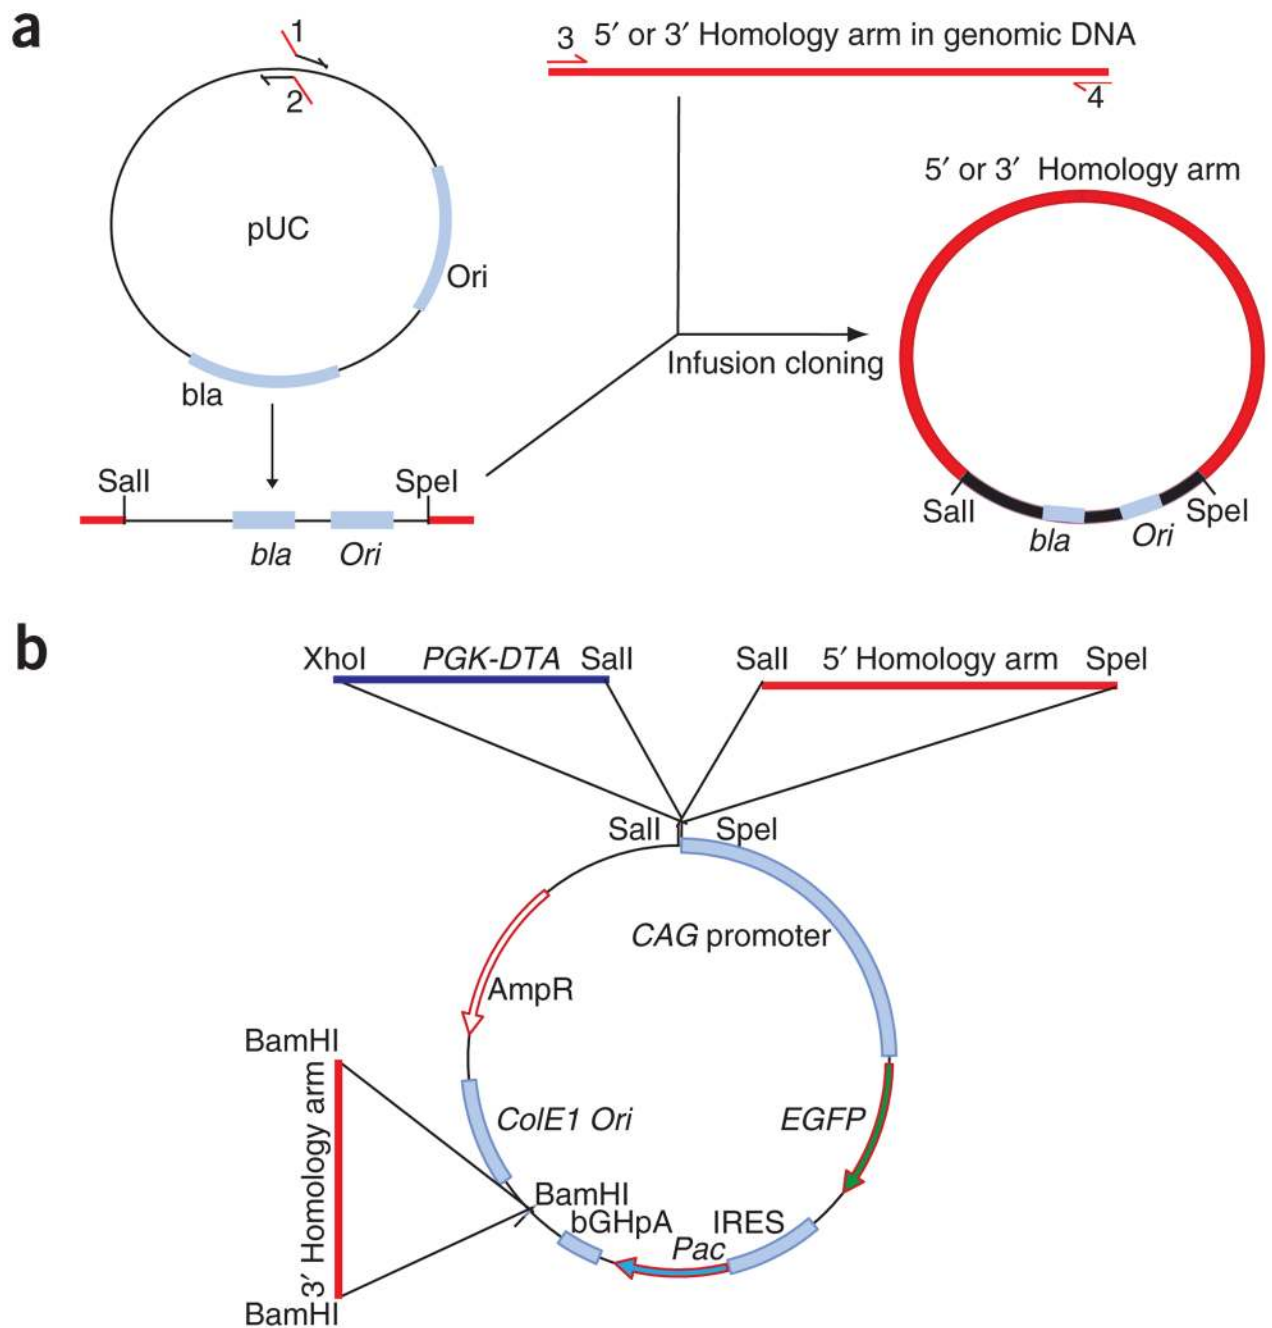 a
1
2
3 5′ or 3′ Homology arm in genomic DNA
4
pUC
Ori
bla
5′ or 3′ Homology arm
Infusion cloning
SalI SpeI
bla Ori
SalI SpeI
bla Ori
b
XhoI PGK-DTA SalI
SalI 5′ Homology arm SpeI
SalI SpeI
CAG promoter
AmpR
BamHI
3′ Homology arm
BamHI
ColE1 Ori
EGFP
BamHI
bGHpA IRES
Pac